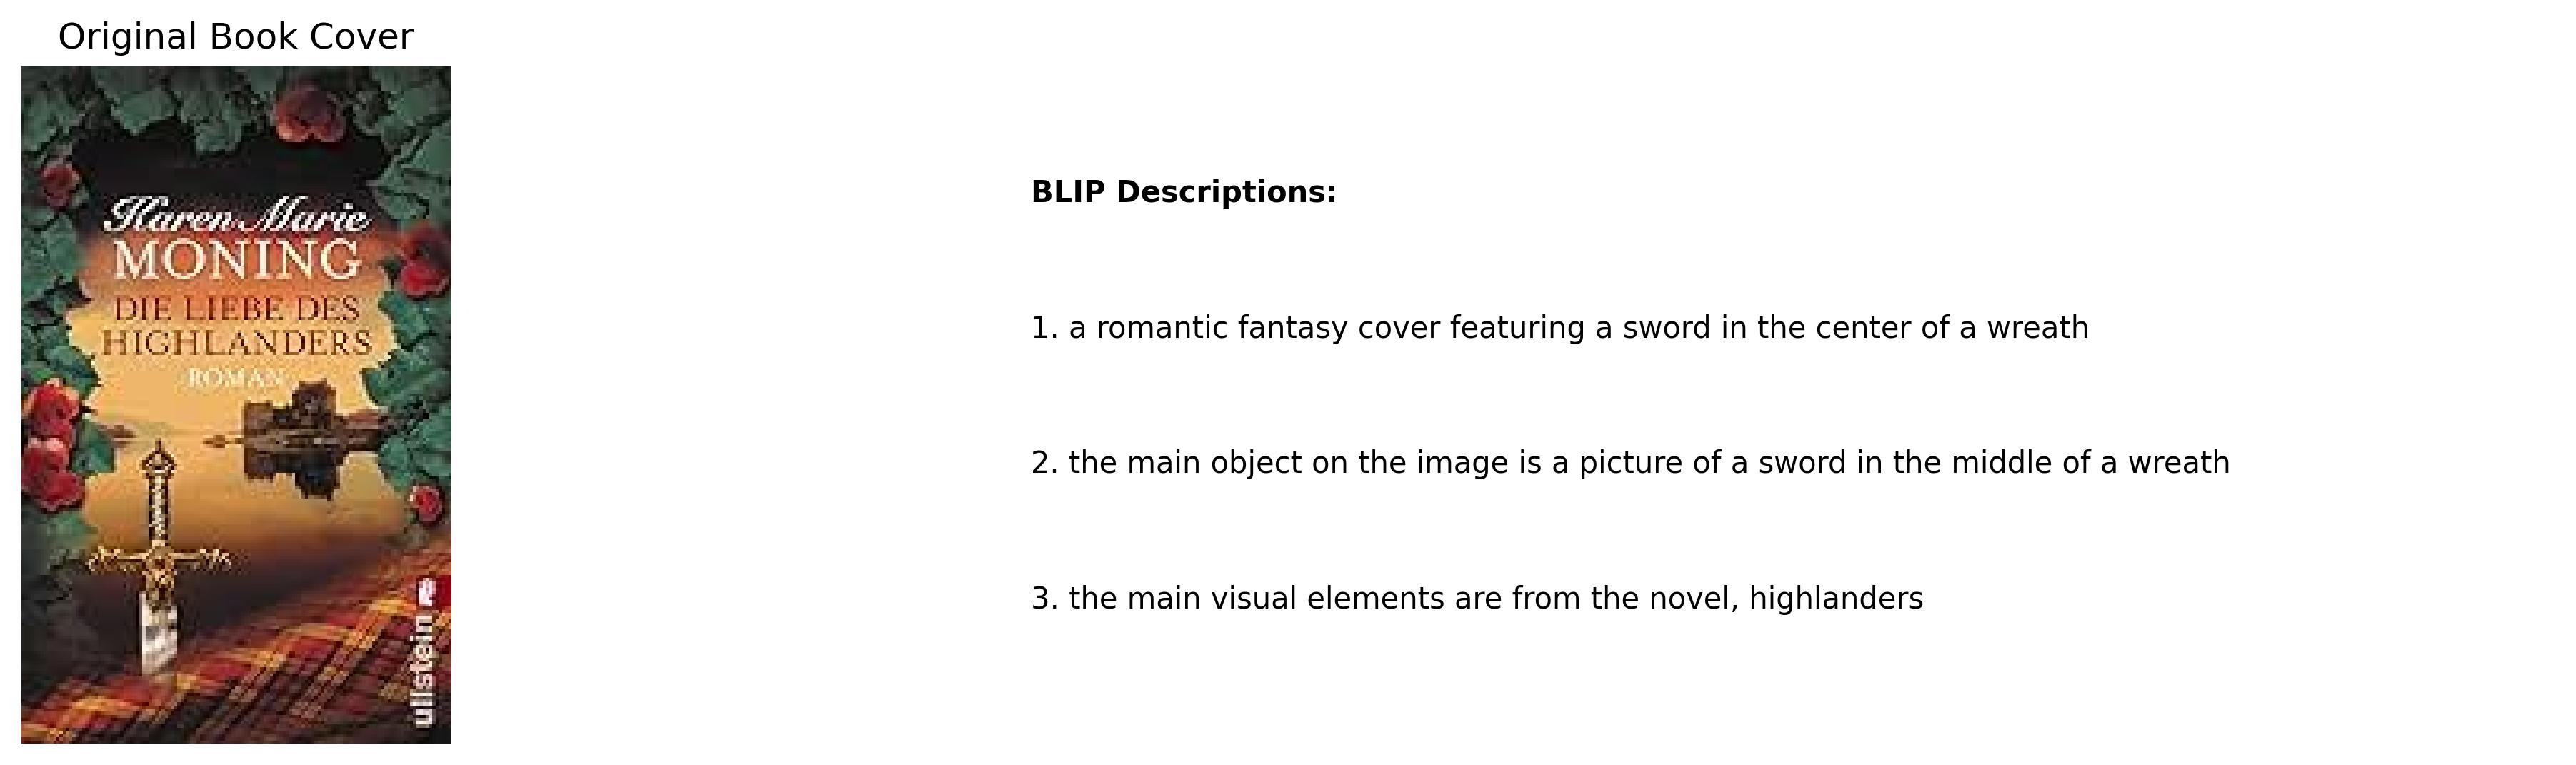 Original Book Cover
Karen Marie
MONING
DIE LIEBE DES
HIGHLANDERS
ROMAN
ullstein
BLIP Descriptions:
1. a romantic fantasy cover featuring a sword in the center of a wreath
2. the main object on the image is a picture of a sword in the middle of a wreath
3. the main visual elements are from the novel, highlanders